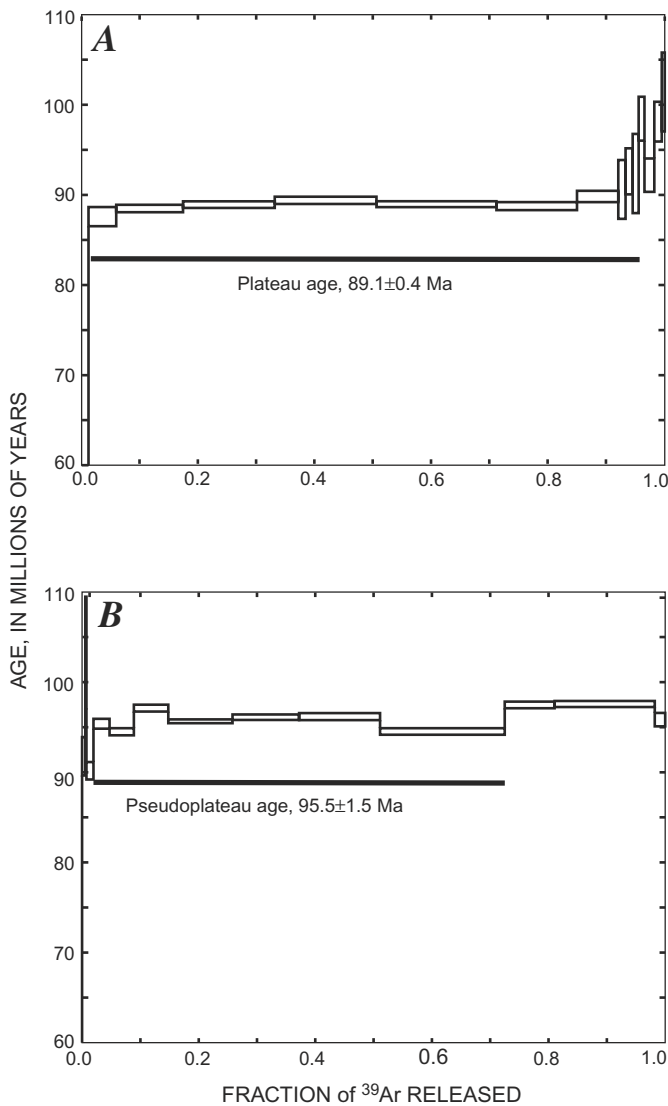 110
A
100
90
80
70
60
Plateau age, 89.1±0.4 Ma
0.0 0.2 0.4 0.6 0.8 1.0
AGE, IN MILLIONS OF YEARS
110
B
100
90
80
70
60
Pseudoplateau age, 95.5±1.5 Ma
0.0 0.2 0.4 0.6 0.8 1.0
FRACTION of ³⁹Ar RELEASED